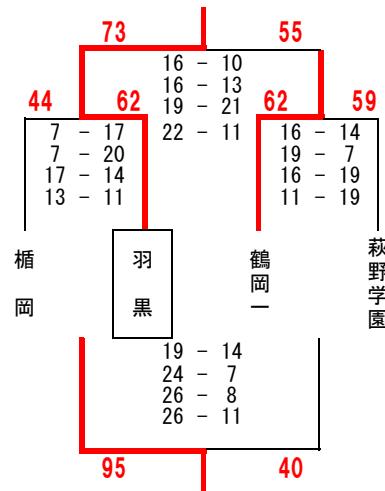 73 55
16 - 10
16 - 13
19 - 21
22 - 11
44 62 62 59
7 - 17
7 - 20
17 - 14
13 - 11
16 - 14
19 - 7
16 - 19
11 - 19
楯岡
羽黒
鶴岡一
萩野学園
19 - 14
24 - 7
26 - 8
26 - 11
95 40